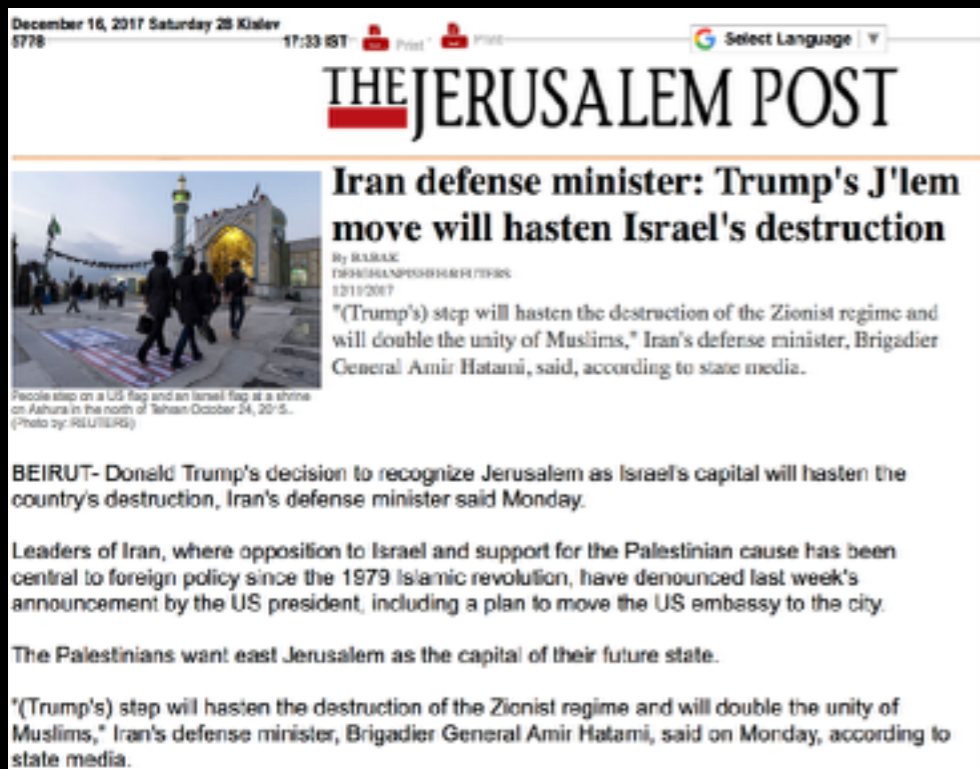 December 16, 2017 Saturday 28 Kislev
5778
17:33 IST
Print
Print
Select Language ▼
THE JERUSALEM POST
Iran defense minister: Trump's J'lem
move will hasten Israel's destruction
By BABAK
DEHGHANPISHEH/REUTERS
12/11/2017
"(Trump's) step will hasten the destruction of the Zionist regime and
will double the unity of Muslims," Iran's defense minister, Brigadier
General Amir Hatami, said, according to state media.
People step on a US flag and an Israeli flag at a shrine
on Ashura in the north of Tehran October 24, 2015..
(Photo by: REUTERS)
BEIRUT- Donald Trump's decision to recognize Jerusalem as Israel's capital will hasten the
country's destruction, Iran's defense minister said Monday.
Leaders of Iran, where opposition to Israel and support for the Palestinian cause has been
central to foreign policy since the 1979 Islamic revolution, have denounced last week's
announcement by the US president, including a plan to move the US embassy to the city.
The Palestinians want east Jerusalem as the capital of their future state.
"(Trump's) step will hasten the destruction of the Zionist regime and will double the unity of
Muslims," Iran's defense minister, Brigadier General Amir Hatami, said on Monday, according to
state media.